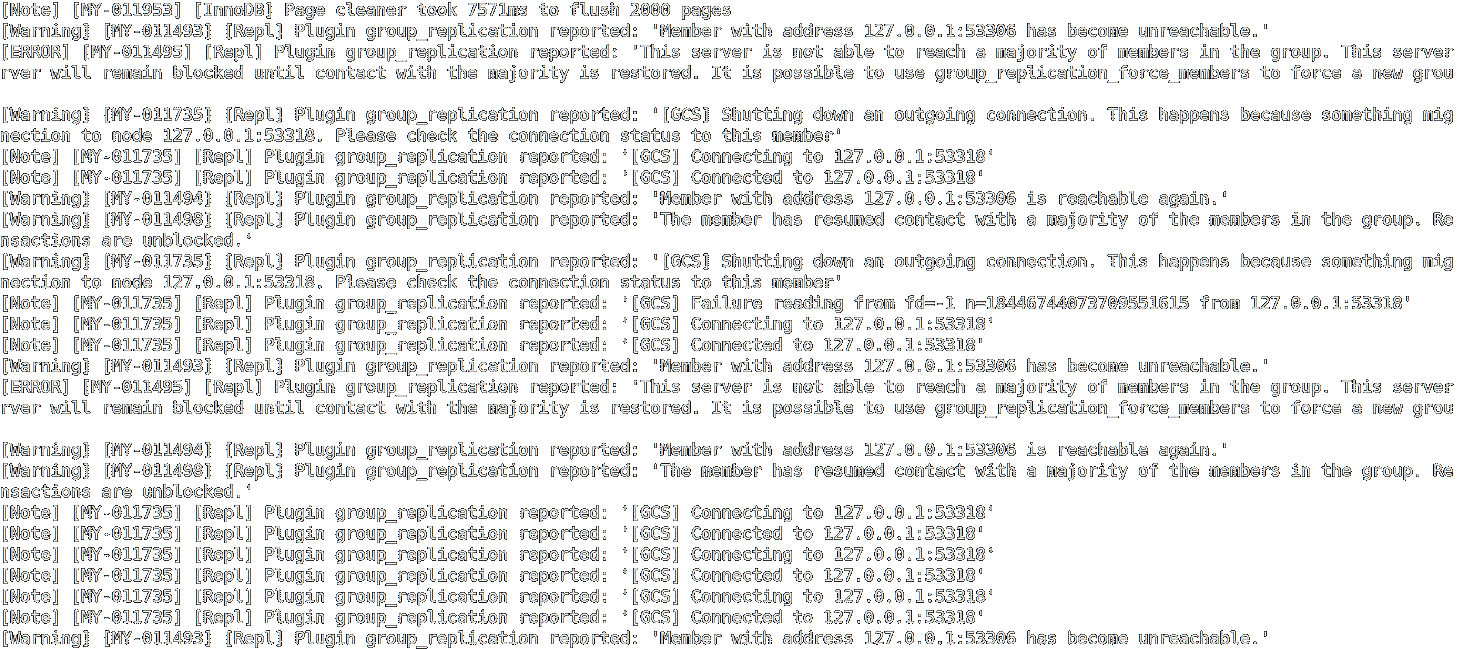 [Note] [MY-011953] [InnoDB] Page cleaner took 7571ms to flush 2000 pages
[Warning] [MY-011493] [Repl] Plugin group_replication reported: 'Member with address 127.0.0.1:53306 has become unreachable.'
[ERROR] [MY-011495] [Repl] Plugin group_replication reported: 'This server is not able to reach a majority of members in the group. This server
rver will remain blocked until contact with the majority is restored. It is possible to use group_replication_force_members to force a new grou
[Warning] [MY-011735] [Repl] Plugin group_replication reported: '[GCS] Shutting down an outgoing connection. This happens because something mig
nection to node 127.0.0.1:53318. Please check the connection status to this member'
[Note] [MY-011735] [Repl] Plugin group_replication reported: '[GCS] Connecting to 127.0.0.1:53318'
[Note] [MY-011735] [Repl] Plugin group_replication reported: '[GCS] Connected to 127.0.0.1:53318'
[Warning] [MY-011494] [Repl] Plugin group_replication reported: 'Member with address 127.0.0.1:53306 is reachable again.'
[Warning] [MY-011498] [Repl] Plugin group_replication reported: 'The member has resumed contact with a majority of the members in the group. Re
nsactions are unblocked.'
[Warning] [MY-011735] [Repl] Plugin group_replication reported: '[GCS] Shutting down an outgoing connection. This happens because something mig
nection to node 127.0.0.1:53318. Please check the connection status to this member'
[Note] [MY-011735] [Repl] Plugin group_replication reported: '[GCS] Failure reading from fd=-1 n=18446744073709551615 from 127.0.0.1:53318'
[Note] [MY-011735] [Repl] Plugin group_replication reported: '[GCS] Connecting to 127.0.0.1:53318'
[Note] [MY-011735] [Repl] Plugin group_replication reported: '[GCS] Connected to 127.0.0.1:53318'
[Warning] [MY-011493] [Repl] Plugin group_replication reported: 'Member with address 127.0.0.1:53306 has become unreachable.'
[ERROR] [MY-011495] [Repl] Plugin group_replication reported: 'This server is not able to reach a majority of members in the group. This server
rver will remain blocked until contact with the majority is restored. It is possible to use group_replication_force_members to force a new grou
[Warning] [MY-011494] [Repl] Plugin group_replication reported: 'Member with address 127.0.0.1:53306 is reachable again.'
[Warning] [MY-011498] [Repl] Plugin group_replication reported: 'The member has resumed contact with a majority of the members in the group. Re
nsactions are unblocked.'
[Note] [MY-011735] [Repl] Plugin group_replication reported: '[GCS] Connecting to 127.0.0.1:53318'
[Note] [MY-011735] [Repl] Plugin group_replication reported: '[GCS] Connected to 127.0.0.1:53318'
[Note] [MY-011735] [Repl] Plugin group_replication reported: '[GCS] Connecting to 127.0.0.1:53318'
[Note] [MY-011735] [Repl] Plugin group_replication reported: '[GCS] Connected to 127.0.0.1:53318'
[Note] [MY-011735] [Repl] Plugin group_replication reported: '[GCS] Connecting to 127.0.0.1:53318'
[Note] [MY-011735] [Repl] Plugin group_replication reported: '[GCS] Connected to 127.0.0.1:53318'
[Warning] [MY-011493] [Repl] Plugin group_replication reported: 'Member with address 127.0.0.1:53306 has become unreachable.'